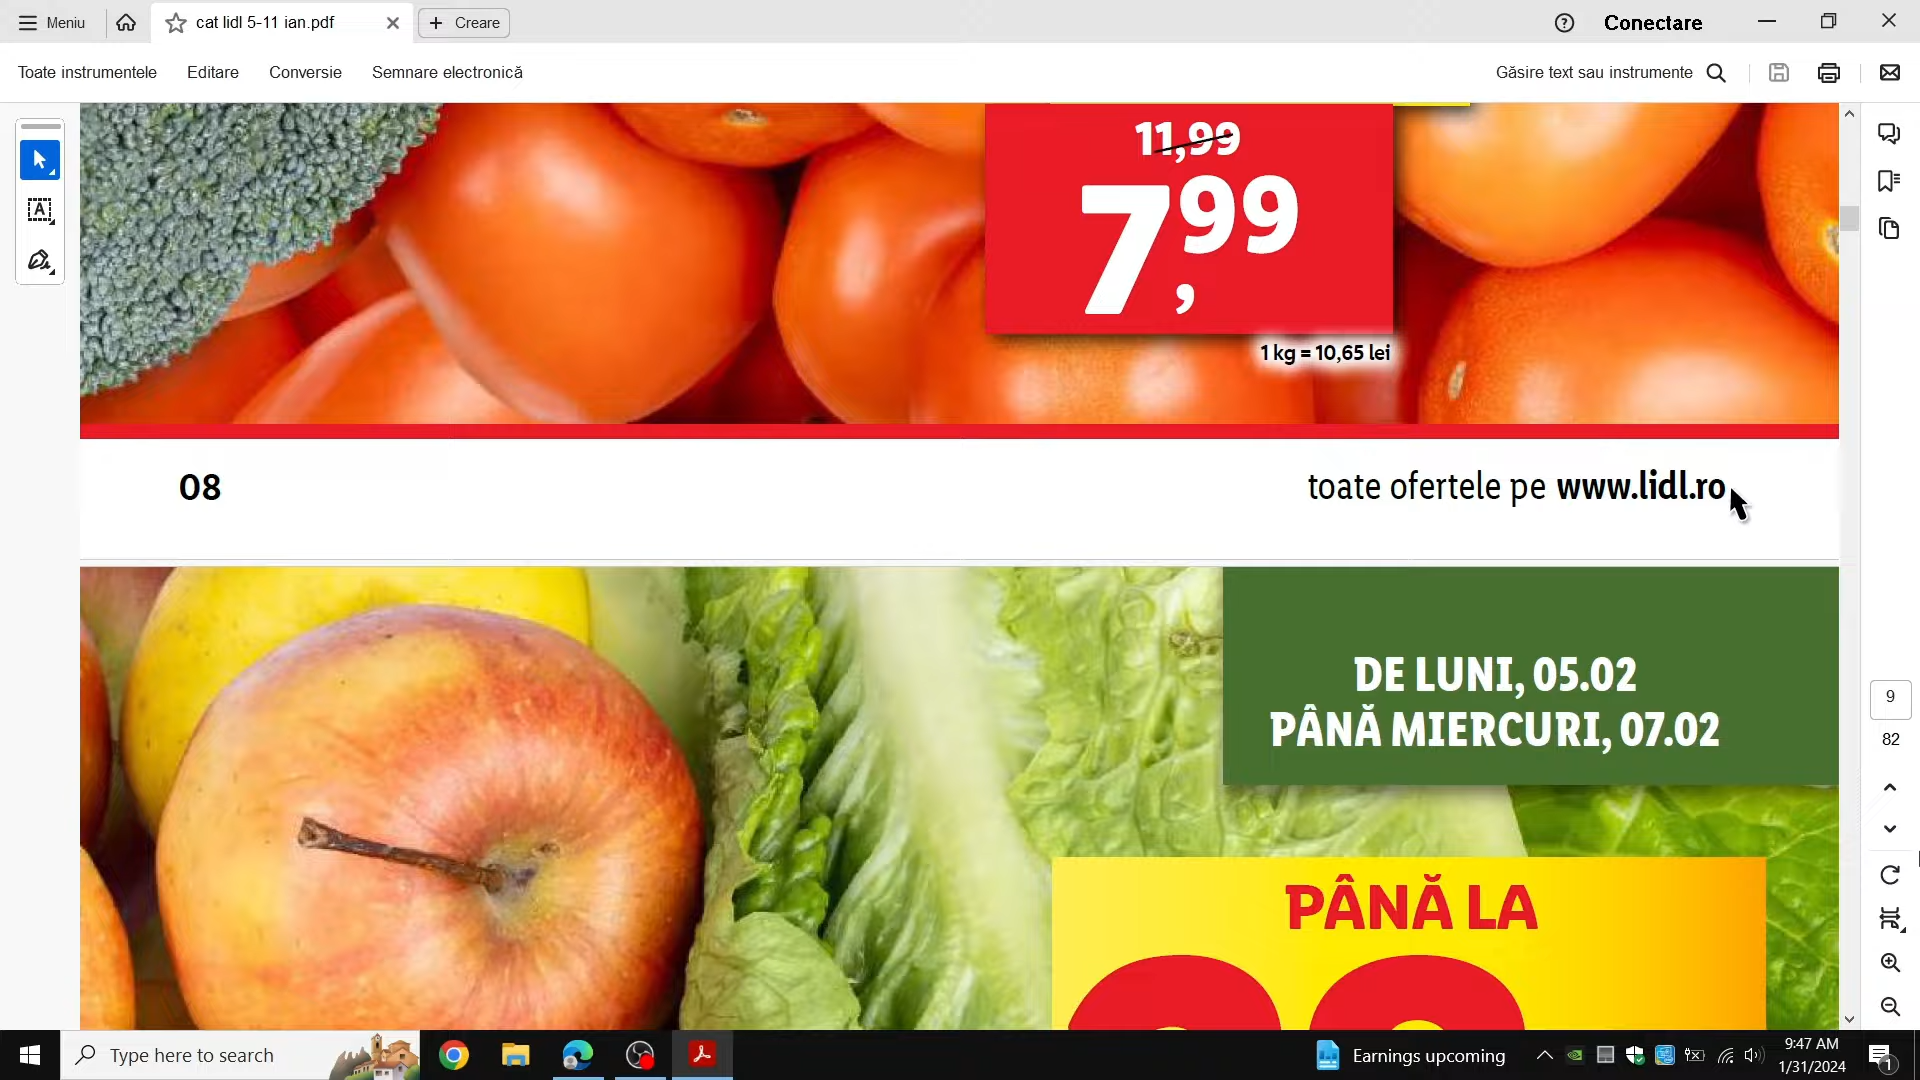 Meniu
cat lidl 5-11 ian.pdf
Creare
Conectare
Toate instrumentele
Editare
Conversie
Semnare electronică
Găsire text sau instrumente
11,99
7,99
1 kg = 10,65 lei
08
toate ofertele pe www.lidl.ro
DE LUNI, 05.02
PÂNĂ MIERCURI, 07.02
PÂNĂ LA
9
82
Type here to search
Earnings upcoming
9:47 AM
1/31/2024
1